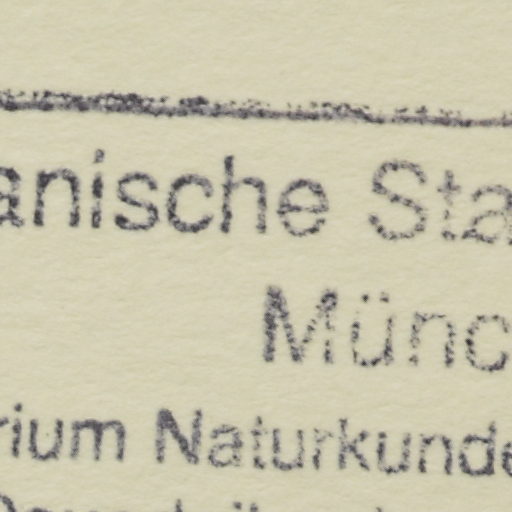 anische Sta
Münc
rium Naturkunde